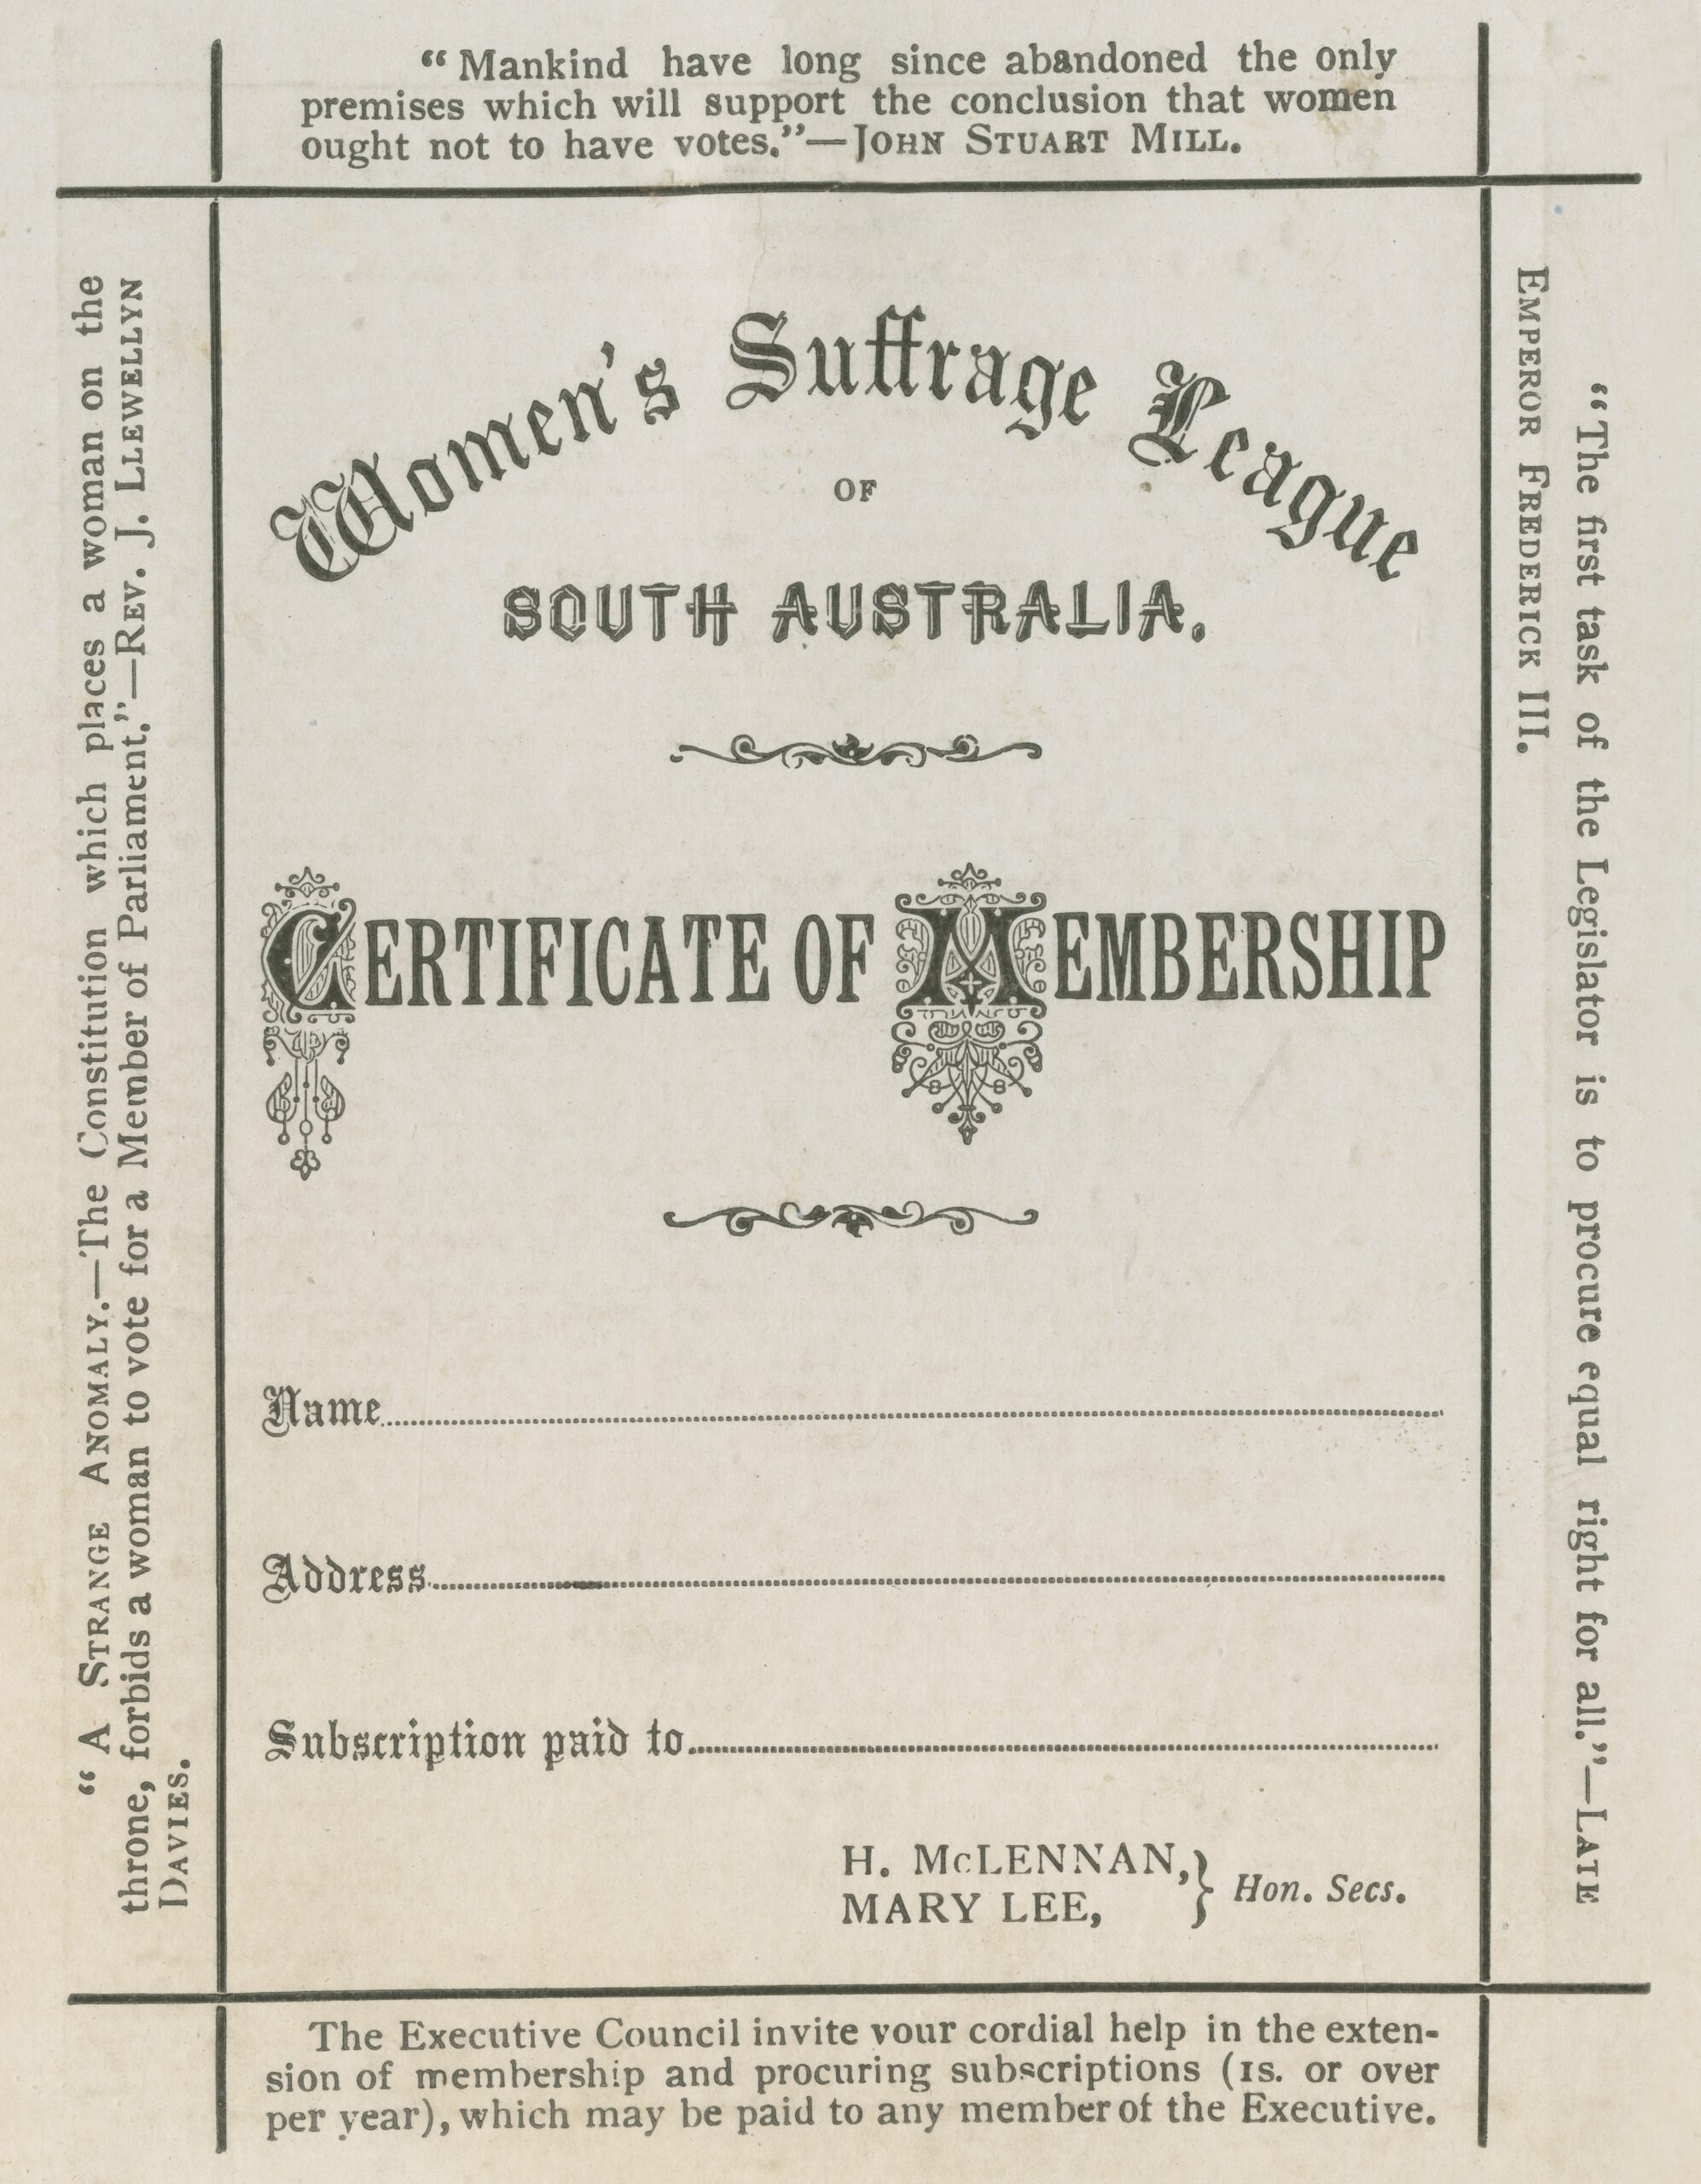 “Mankind have long since abandoned the only
premises which will support the conclusion that women
ought not to have votes.”—JOHN STUART MILL.
“A STRANGE ANOMALY.—The Constitution which places a woman on the
throne, forbids a woman to vote for a Member of Parliament.”—REV. J. LLEWELLYN
DAVIES.
Women's Suffrage League
OF
SOUTH AUSTRALIA.
CERTIFICATE OF MEMBERSHIP
Name
Address
Subscription paid to
H. McLENNAN,
MARY LEE,
} Hon. Secs.
“The first task of the Legislator is to procure equal right for all.”—LATE
EMPEROR FREDERICK III.
The Executive Council invite your cordial help in the exten-
sion of membership and procuring subscriptions (1s. or over
per year), which may be paid to any member of the Executive.